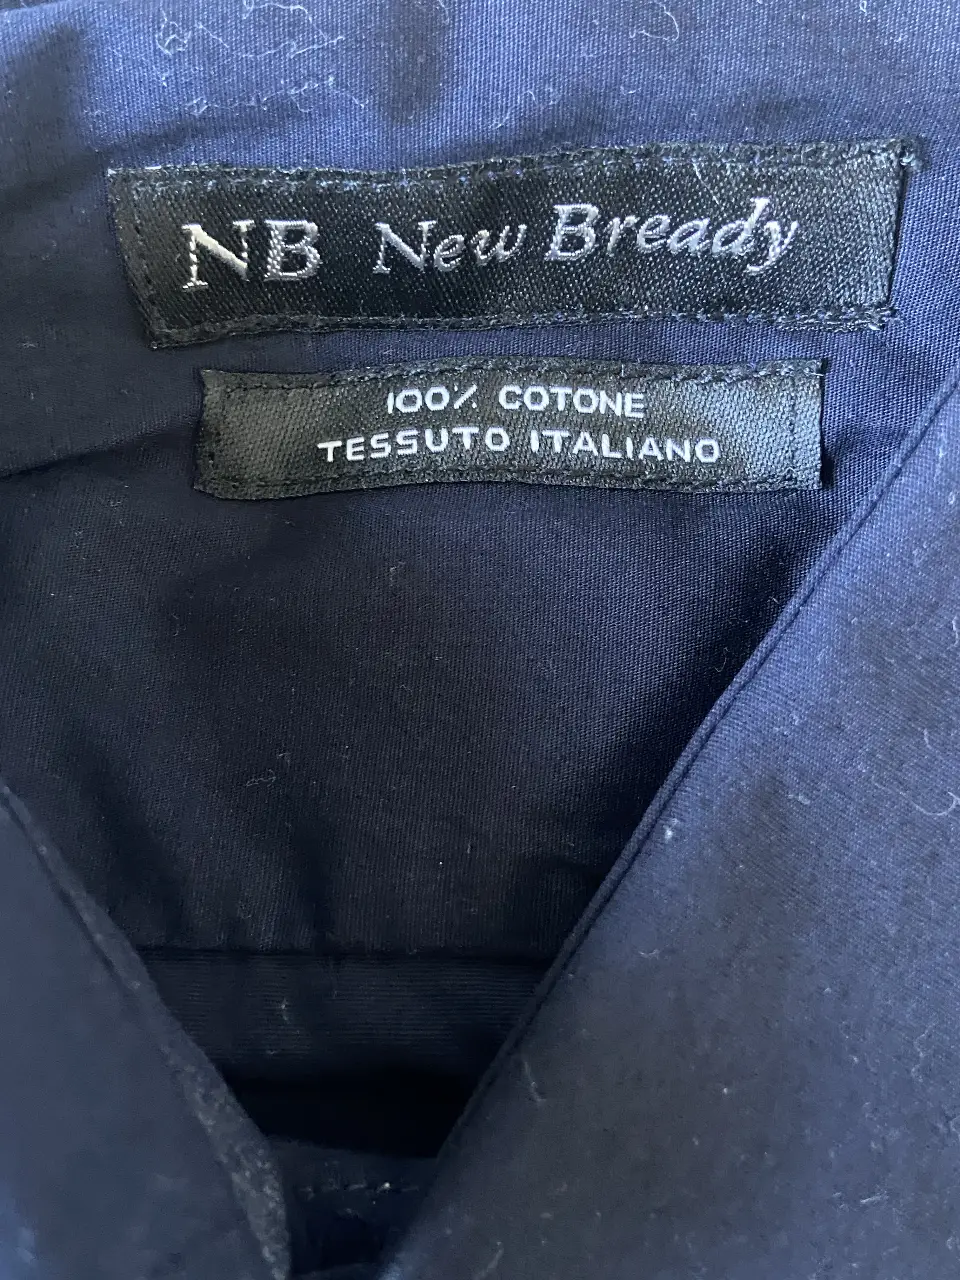 NB New Bready
100% COTONE
TESSUTO ITALIANO